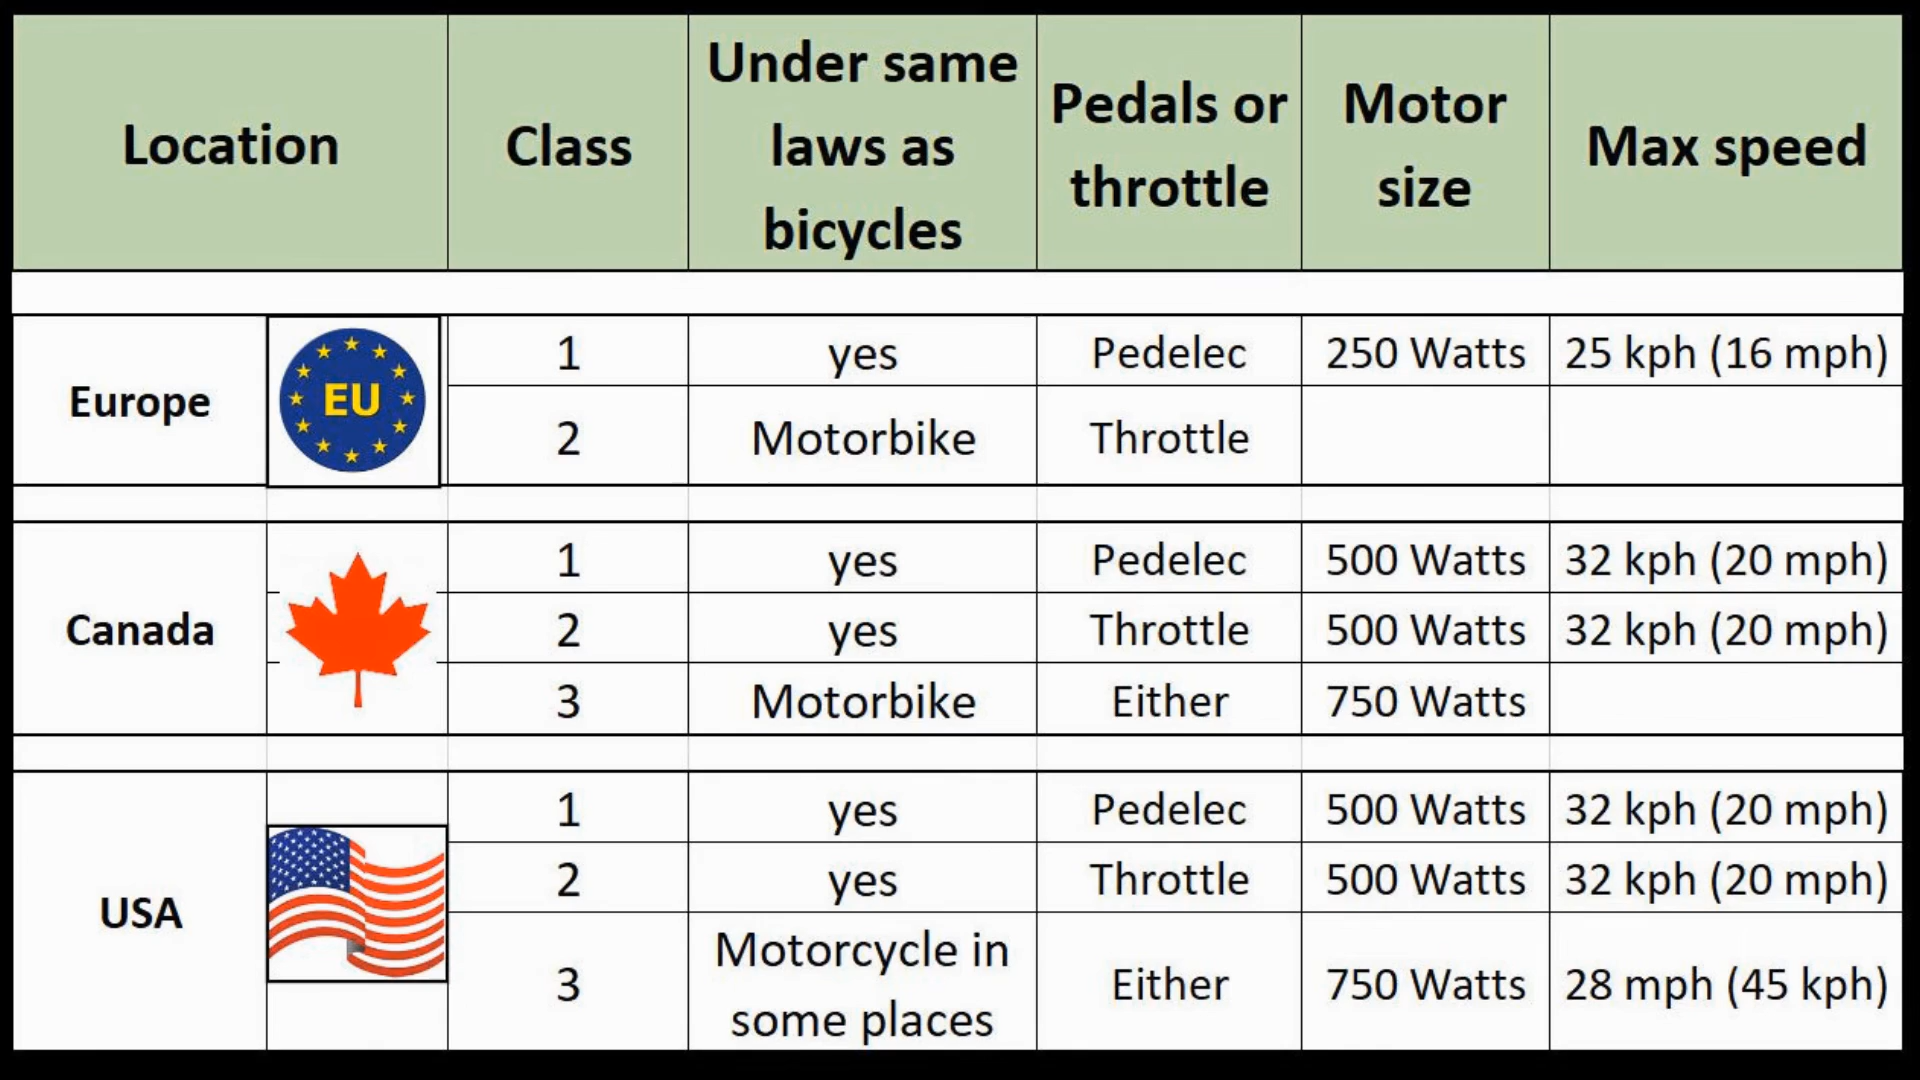 Location Class Under same laws as bicycles Pedals or throttle Motor size Max speed
Europe EU 1 yes Pedelec 250 Watts 25 kph (16 mph)
2 Motorbike Throttle
Canada 1 yes Pedelec 500 Watts 32 kph (20 mph)
2 yes Throttle 500 Watts 32 kph (20 mph)
3 Motorbike Either 750 Watts
USA 1 yes Pedelec 500 Watts 32 kph (20 mph)
2 yes Throttle 500 Watts 32 kph (20 mph)
3 Motorcycle in some places Either 750 Watts 28 mph (45 kph)